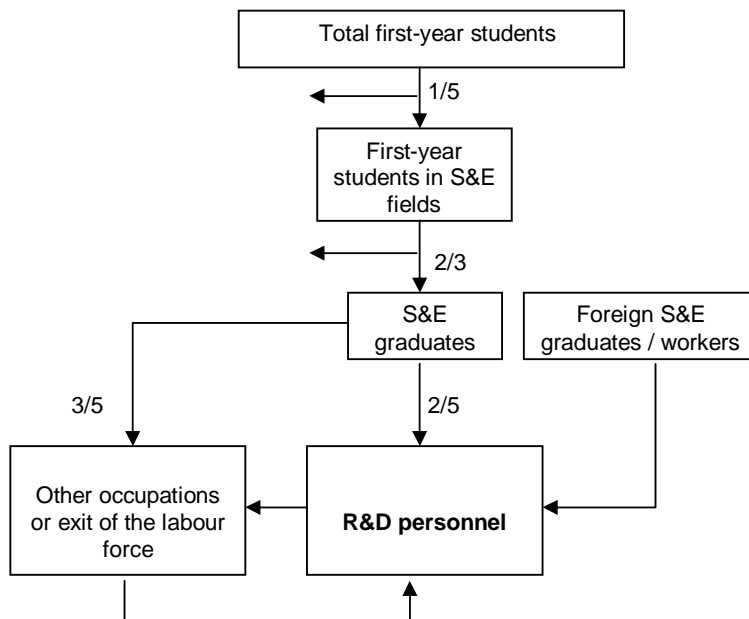 Total first-year students
1/5
First-year
students in S&E
fields
2/3
S&E
graduates
Foreign S&E
graduates / workers
3/5
2/5
Other occupations
or exit of the labour
force
R&D personnel